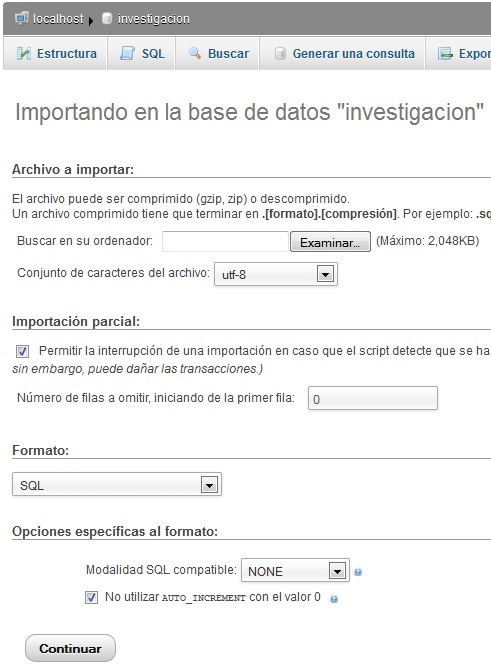 localhost investigacion
Estructura SQL Buscar Generar una consulta Expor
Importando en la base de datos "investigacion"
Archivo a importar:
El archivo puede ser comprimido (gzip, zip) o descomprimido.
Un archivo comprimido tiene que terminar en .[formato].[compresión]. Por ejemplo: .sq
Buscar en su ordenador: Examinar... (Máximo: 2,048KB)
Conjunto de caracteres del archivo: utf-8
Importación parcial:
Permitir la interrupción de una importación en caso que el script detecte que se ha
sin embargo, puede dañar las transacciones.)
Número de filas a omitir, iniciando de la primer fila: 0
Formato:
SQL
Opciones específicas al formato:
Modalidad SQL compatible: NONE
No utilizar AUTO_INCREMENT con el valor 0
Continuar